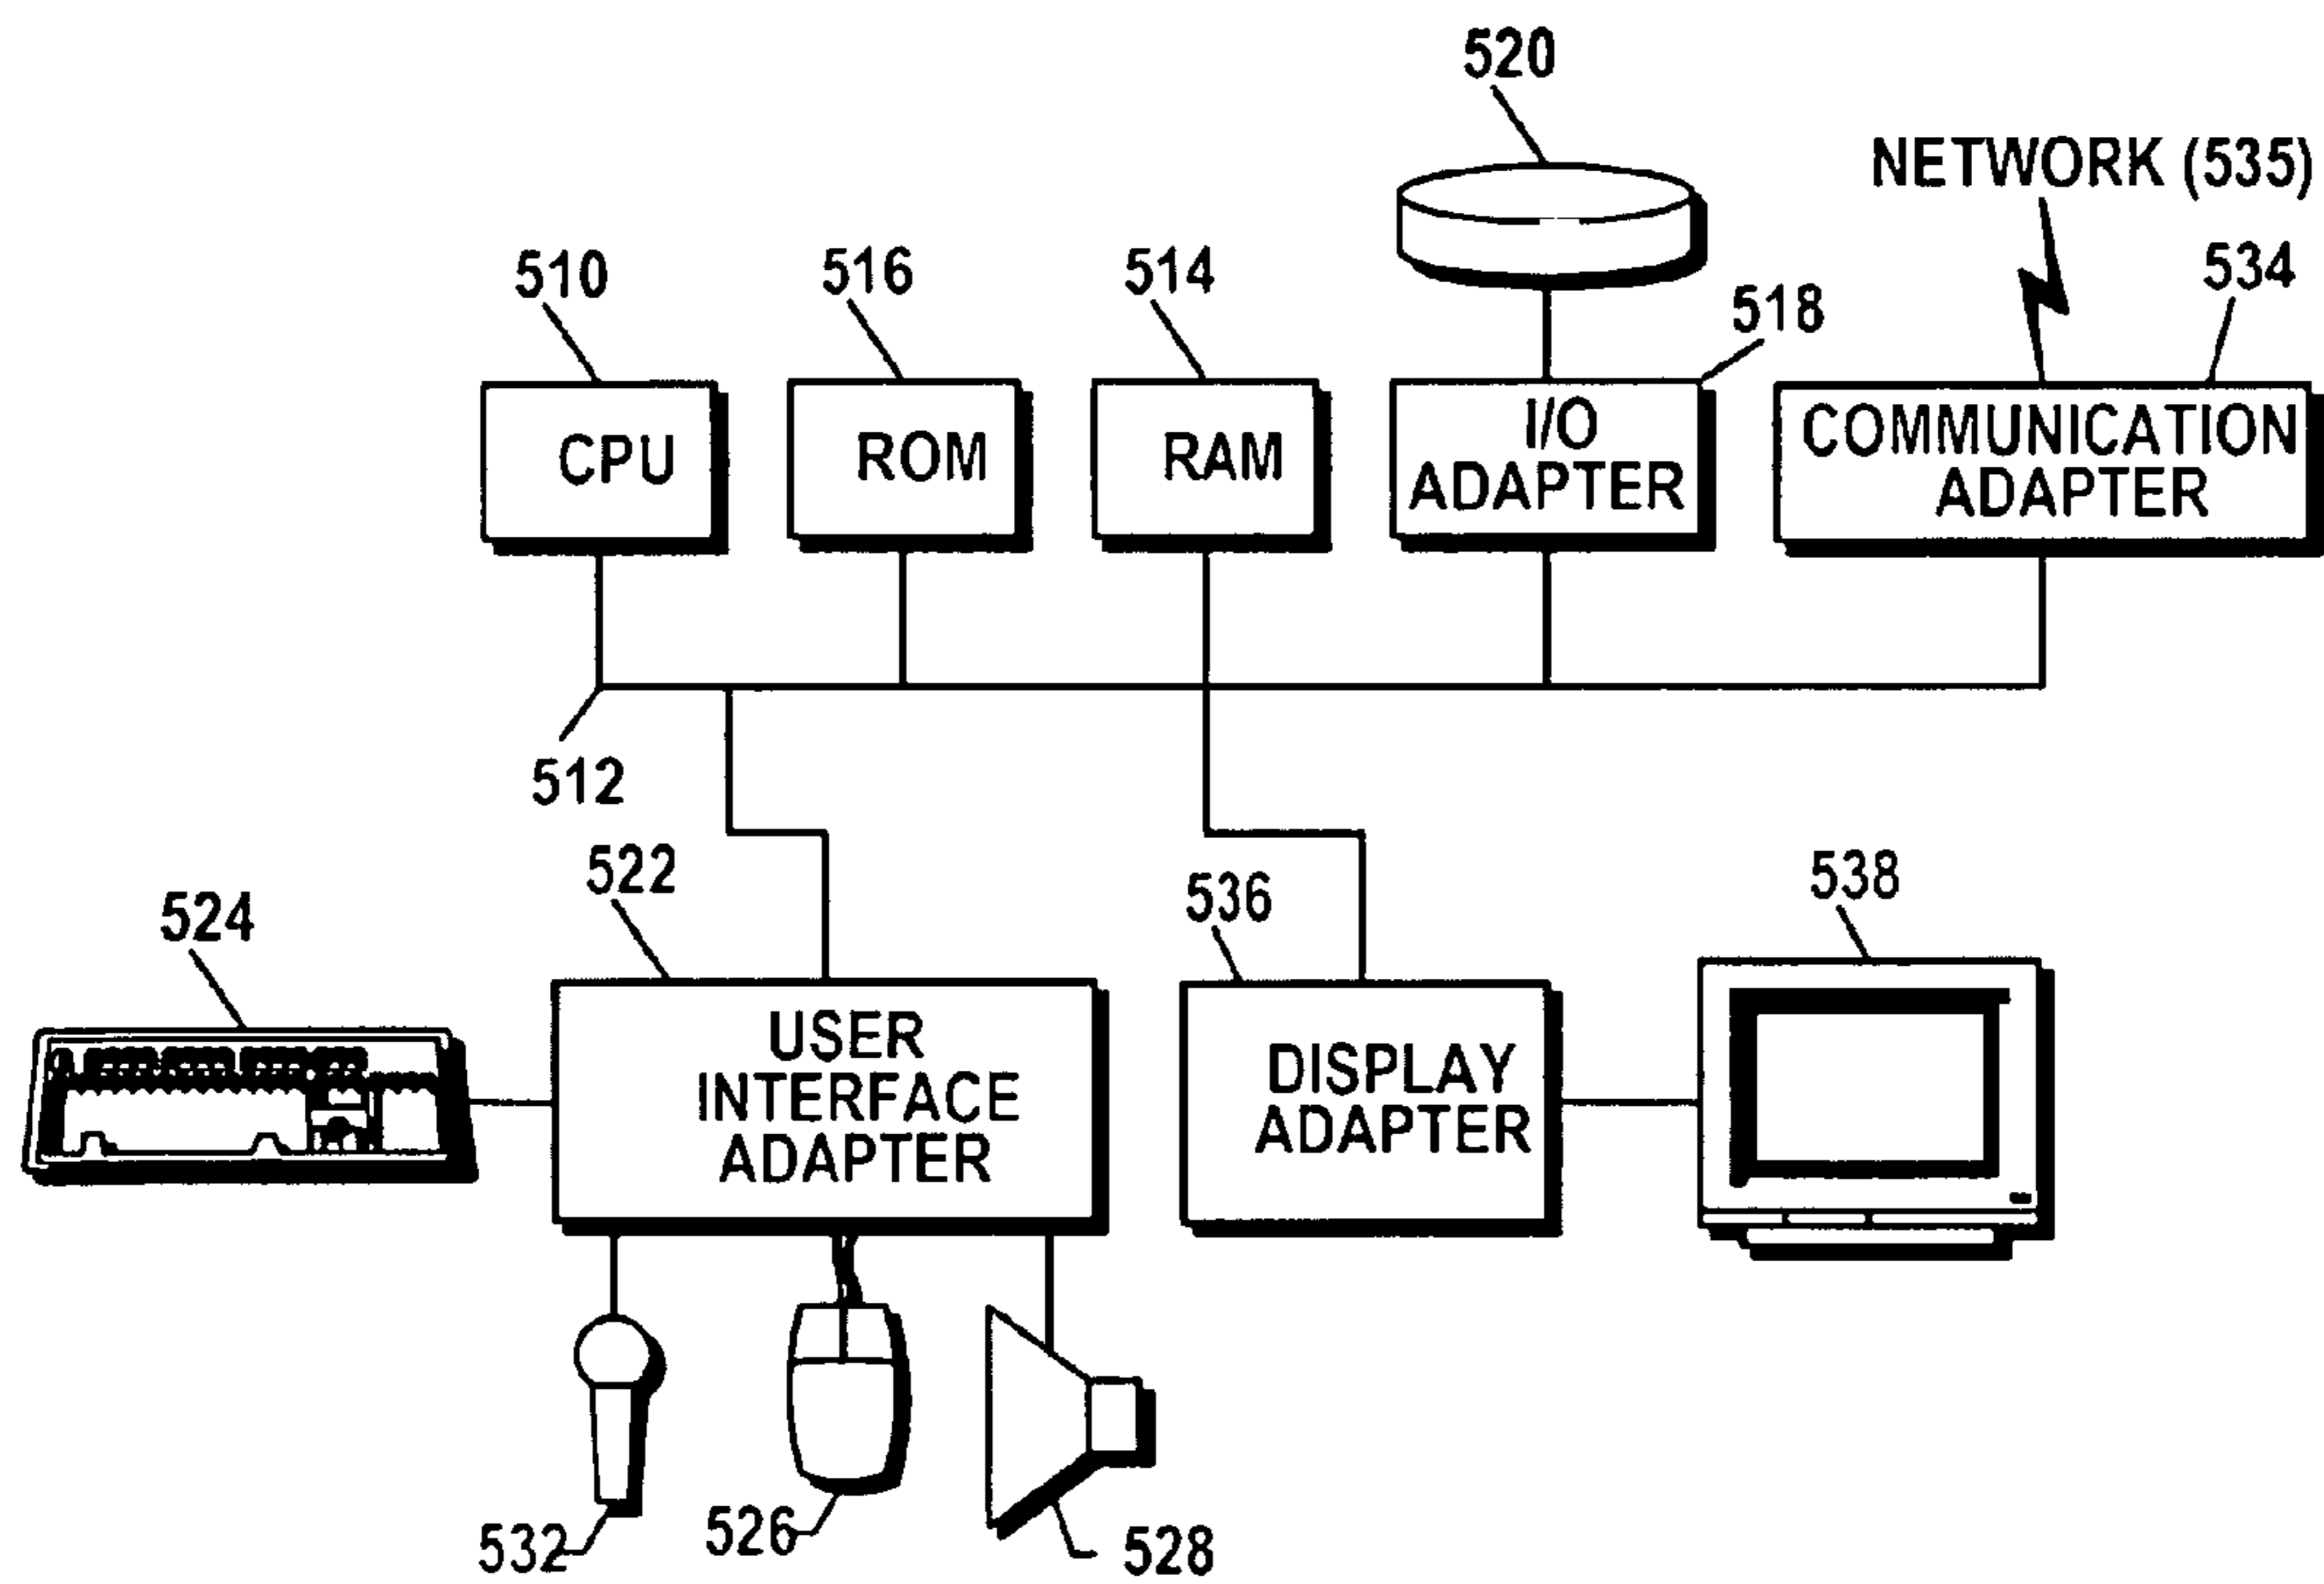 520
NETWORK (535)
510
516
514
518
534
CPU
ROM
RAM
I/O
ADAPTER
COMMUNICATION
ADAPTER
512
522
524
536
538
USER
INTERFACE
ADAPTER
DISPLAY
ADAPTER
532
526
528